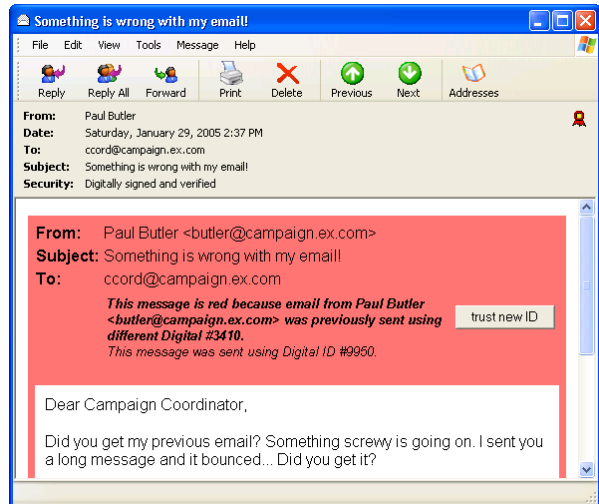 Something is wrong with my email!
File Edit View Tools Message Help
Reply Reply All Forward Print Delete Previous Next Addresses
From: Paul Butler
Date: Saturday, January 29, 2005 2:37 PM
To: ccord@campaign.ex.com
Subject: Something is wrong with my email!
Security: Digitally signed and verified
From: Paul Butler <butler@campaign.ex.com>
Subject: Something is wrong with my email!
To: ccord@campaign.ex.com
This message is red because email from Paul Butler
<butler@campaign.ex.com> was previously sent using
different Digital #3410.
This message was sent using Digital ID #9950.
trust new ID
Dear Campaign Coordinator,
Did you get my previous email? Something screwy is going on. I sent you
a long message and it bounced... Did you get it?